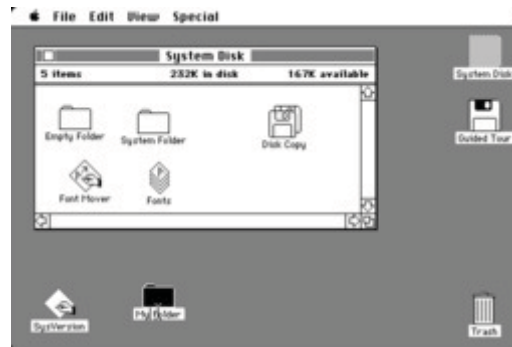 File Edit View Special
System Disk
5 items 232K in disk 167K available
System Disk
Empty Folder System Folder Disk Copy
Guided Tour
Font Mover Fonts
SysVersion My Folder
Trash